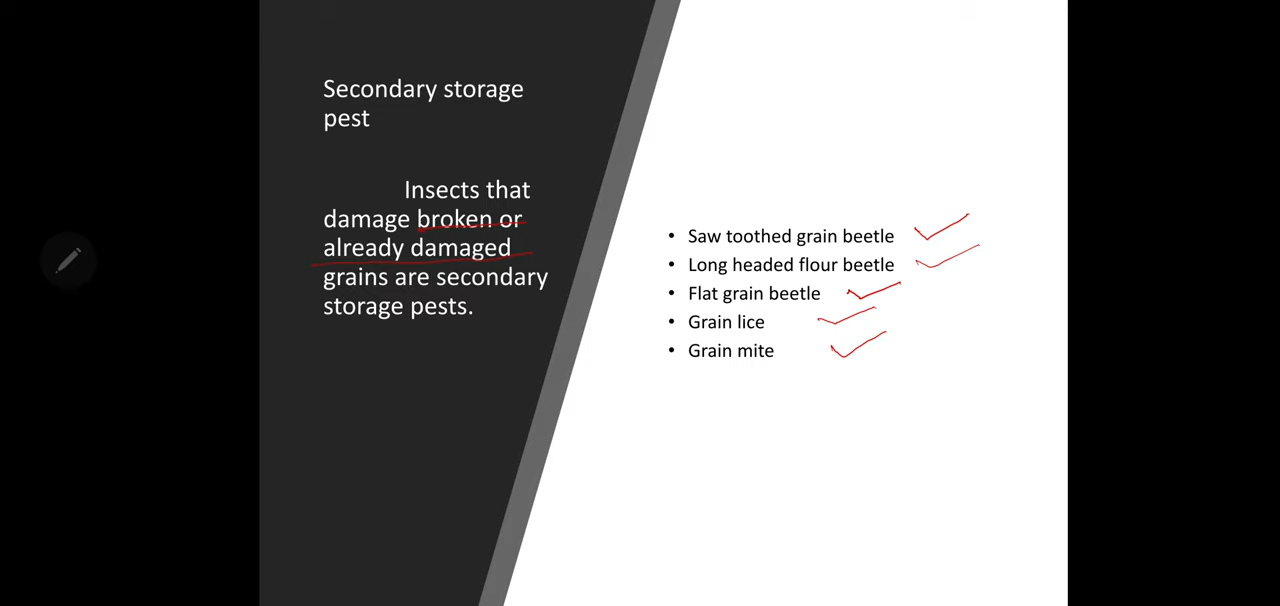 Secondary storage
pest
Insects that
damage broken or
already damaged
grains are secondary
storage pests.
• Saw toothed grain beetle
• Long headed flour beetle
• Flat grain beetle
• Grain lice
• Grain mite